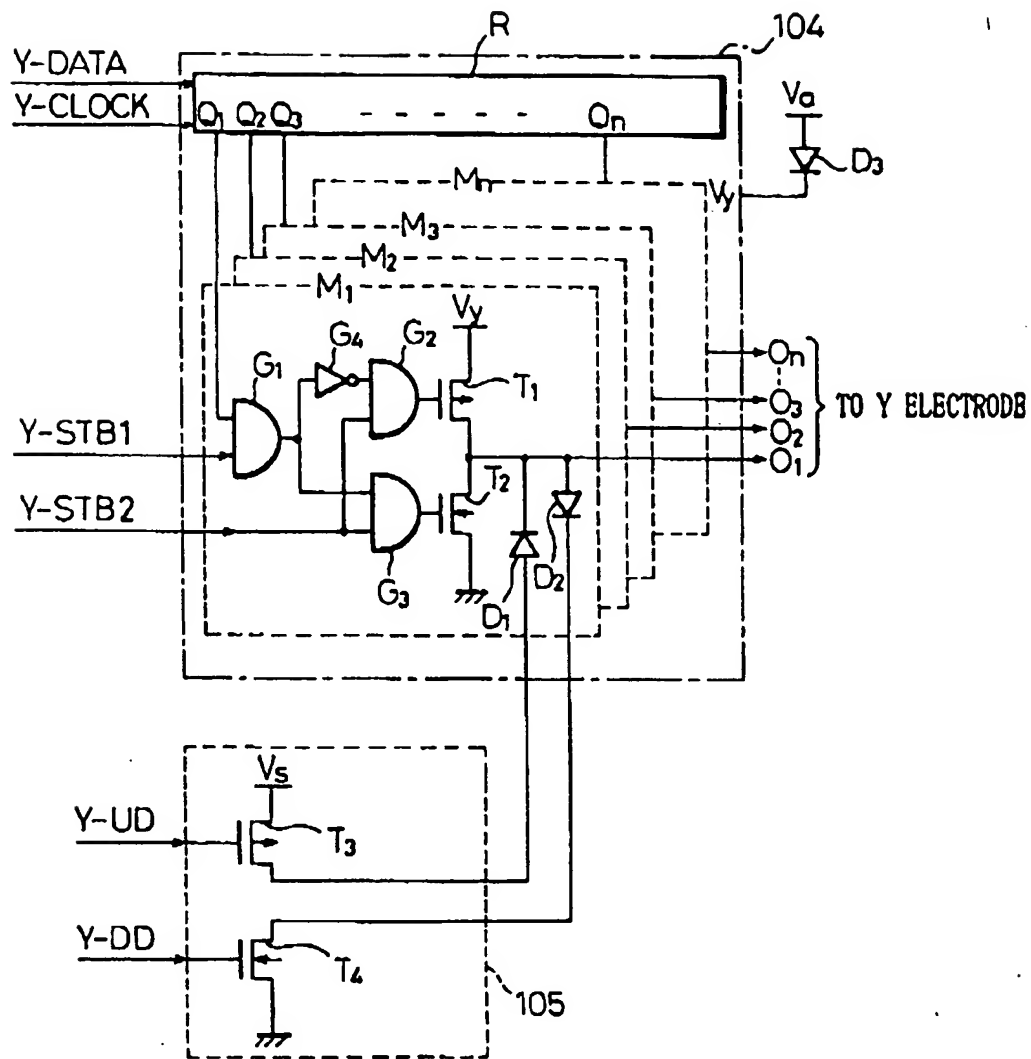 R
104
Y-DATA
Y-CLOCK
Q1 Q2 Q3 - - - - - Qn
Va
D3
Vy
Mn
M3
M2
M1
Vy
G4
G2
G1
T1
Y-STB1
Y-STB2
T2
G3
D1
D2
On
O3
O2
O1
TO Y ELECTRODE
Vs
Y-UD
T3
Y-DD
T4
105